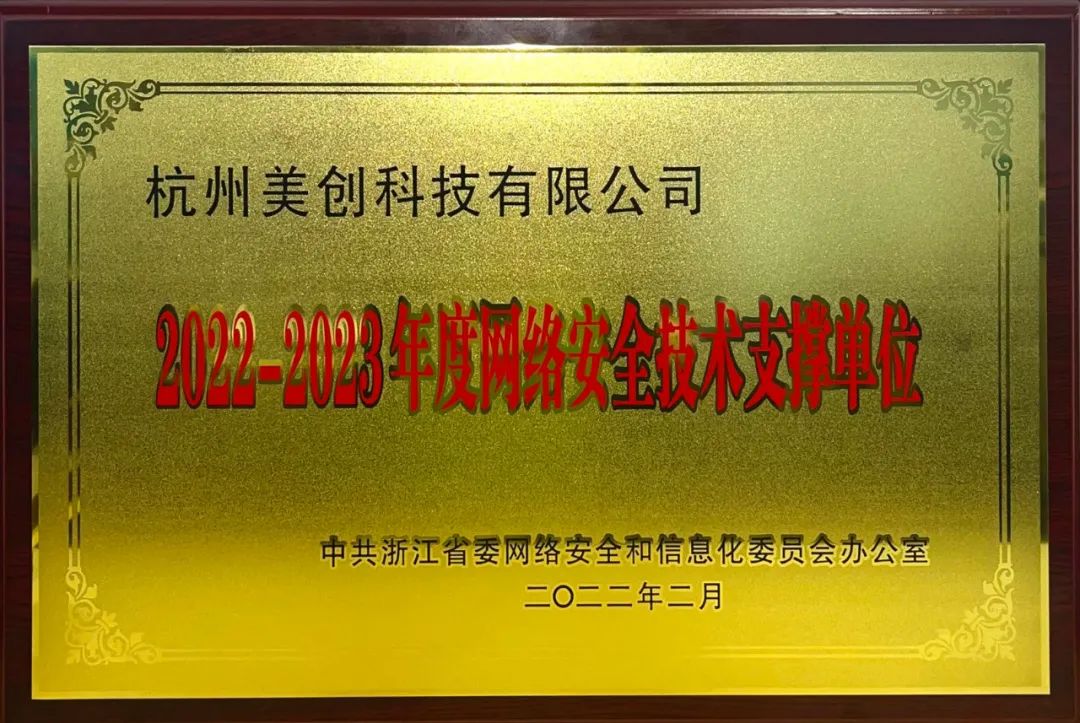 杭州美创科技有限公司
2022-2023年度网络安全技术支撑单位
中共浙江省委网络安全和信息化委员会办公室
二〇二二年二月